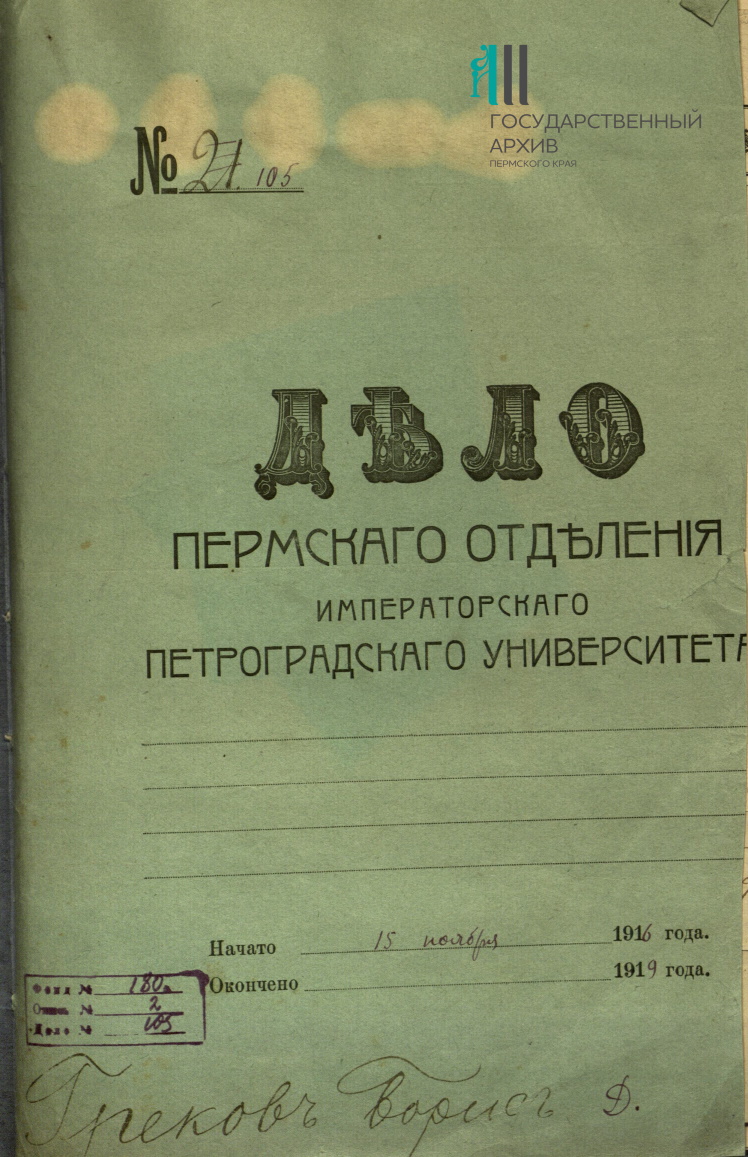 ГОСУДАРСТВЕННЫЙ
АРХИВ
ПЕРМСКОГО КРАЯ
№ 21. 105
ДѢЛО
ПЕРМСКАГО ОТДѢЛЕНІЯ
ИМПЕРАТОРСКАГО
ПЕТРОГРАДСКАГО УНИВЕРСИТЕТА
Начато 15 ноября 1916 года.
Окончено 1919 года.
Фонд № 180
Опись № 2
Дело № 105
Грековъ Борисъ Д.